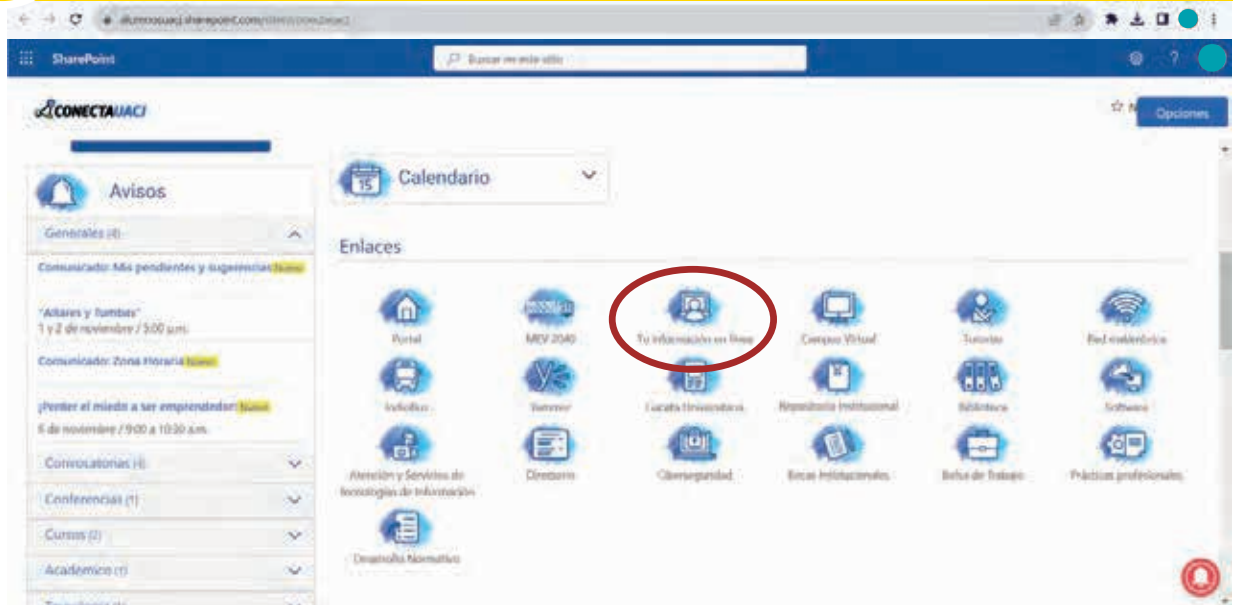 SharePoint
Buscar en este sitio
CONECTAUACJ
Opciones
Avisos
Generales (4)
Comunicado: Mis pendientes y sugerencias Nuevo
"Altares y Tumbas"
1 y 2 de noviembre / 5:00 p.m.
Comunicado: Zona Horaria Nuevo
¡Perder el miedo a ser emprendedor! Nuevo
6 de noviembre / 9:00 a 10:30 a.m.
Convocatorias
Conferencias (1)
Cursos (2)
Académico (1)
15
Calendario
Enlaces
Portal
MEV 2040
Tu información en línea
Campus Virtual
Tutorías
Red inalámbrica
IndioBus
Yammer
Gaceta Universitaria
Repositorio Institucional
Biblioteca
Software
Atención y Servicios de
Tecnologías de Información
Directorio
Ciberseguridad
Becas Institucionales
Bolsa de Trabajo
Prácticas profesionales
Desarrollo Normativo